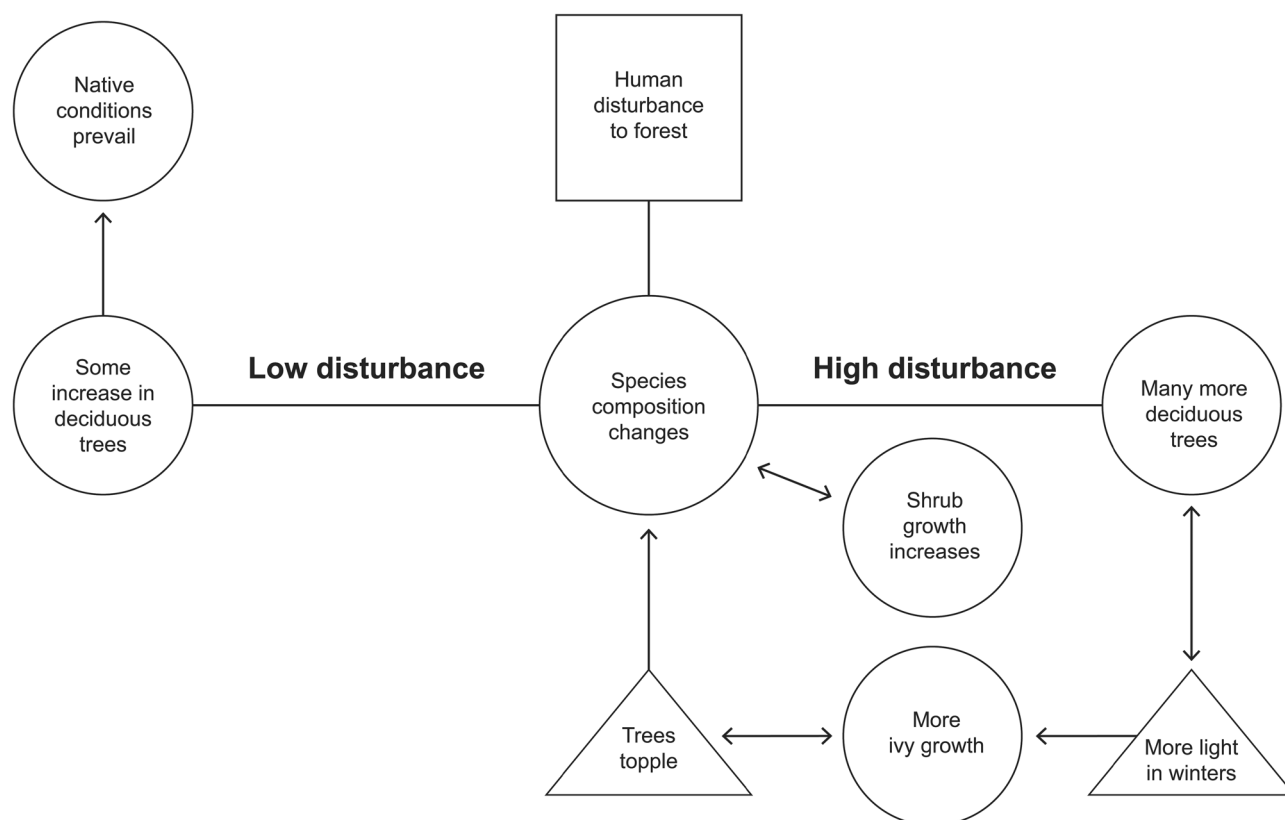 Native
conditions
prevail
Human
disturbance
to forest
Some
increase in
deciduous
trees
Low disturbance
Species
composition
changes
High disturbance
Many more
deciduous
trees
Shrub
growth
increases
Trees
topple
More
ivy growth
More light
in winters